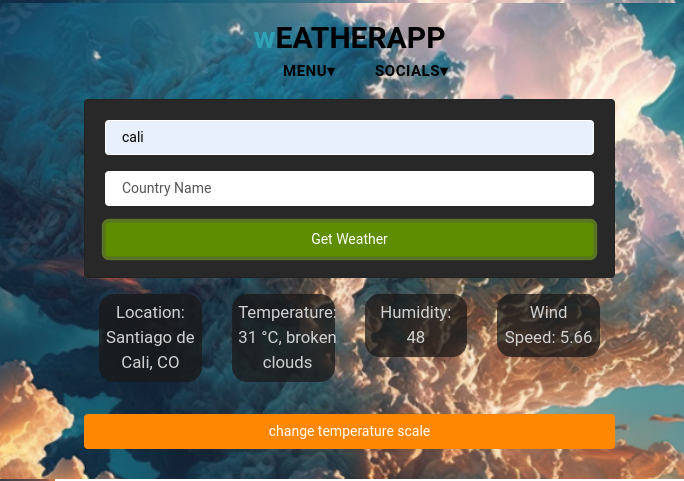 wEATHERAPP
MENU▾ SOCIALS▾
cali
Country Name
Get Weather
Location:
Santiago de
Cali, CO
Temperature:
31 °C, broken
clouds
Humidity:
48
Wind
Speed: 5.66
change temperature scale